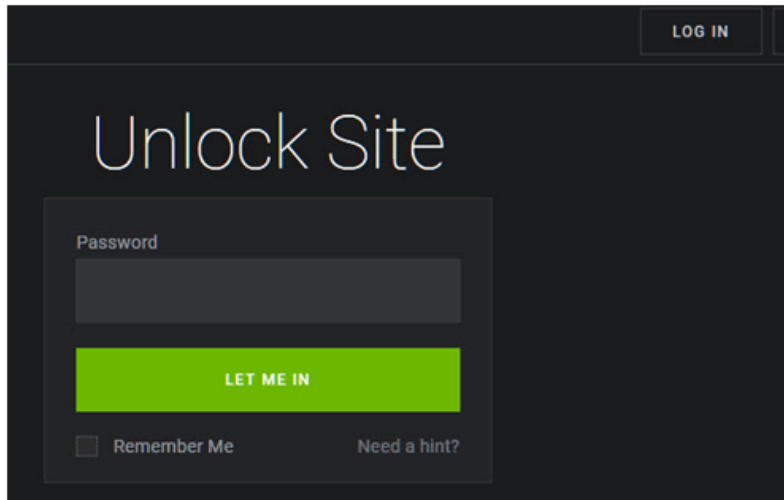 LOG IN
Unlock Site
Password
LET ME IN
Remember Me
Need a hint?